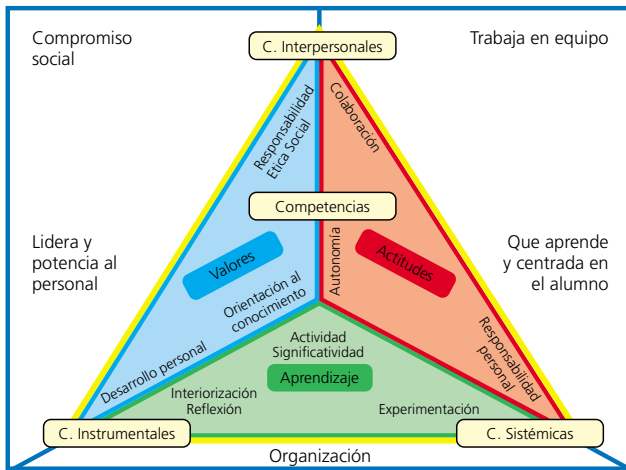 Compromiso
social
C. Interpersonales
Trabaja en equipo
Responsabilidad
Etica Social
Colaboración
Competencias
Lidera y
potencia al
personal
Valores
Autonomía
Actitudes
Que aprende
y centrada en
el alumno
Orientación al
conocimiento
Desarrollo personal
Responsabilidad
personal
Actividad
Significatividad
Aprendizaje
Interiorización
Reflexión
Experimentación
C. Instrumentales
C. Sistémicas
Organización